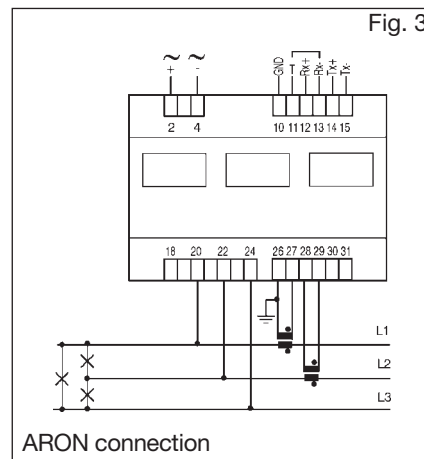 Fig. 3
~ ~
+ -
GND T Rx+ Rx- Tx+ Tx-
2 4 10 11 12 13 14 15
18 20 22 24 26 27 28 29 30 31
L1
L2
L3
ARON connection